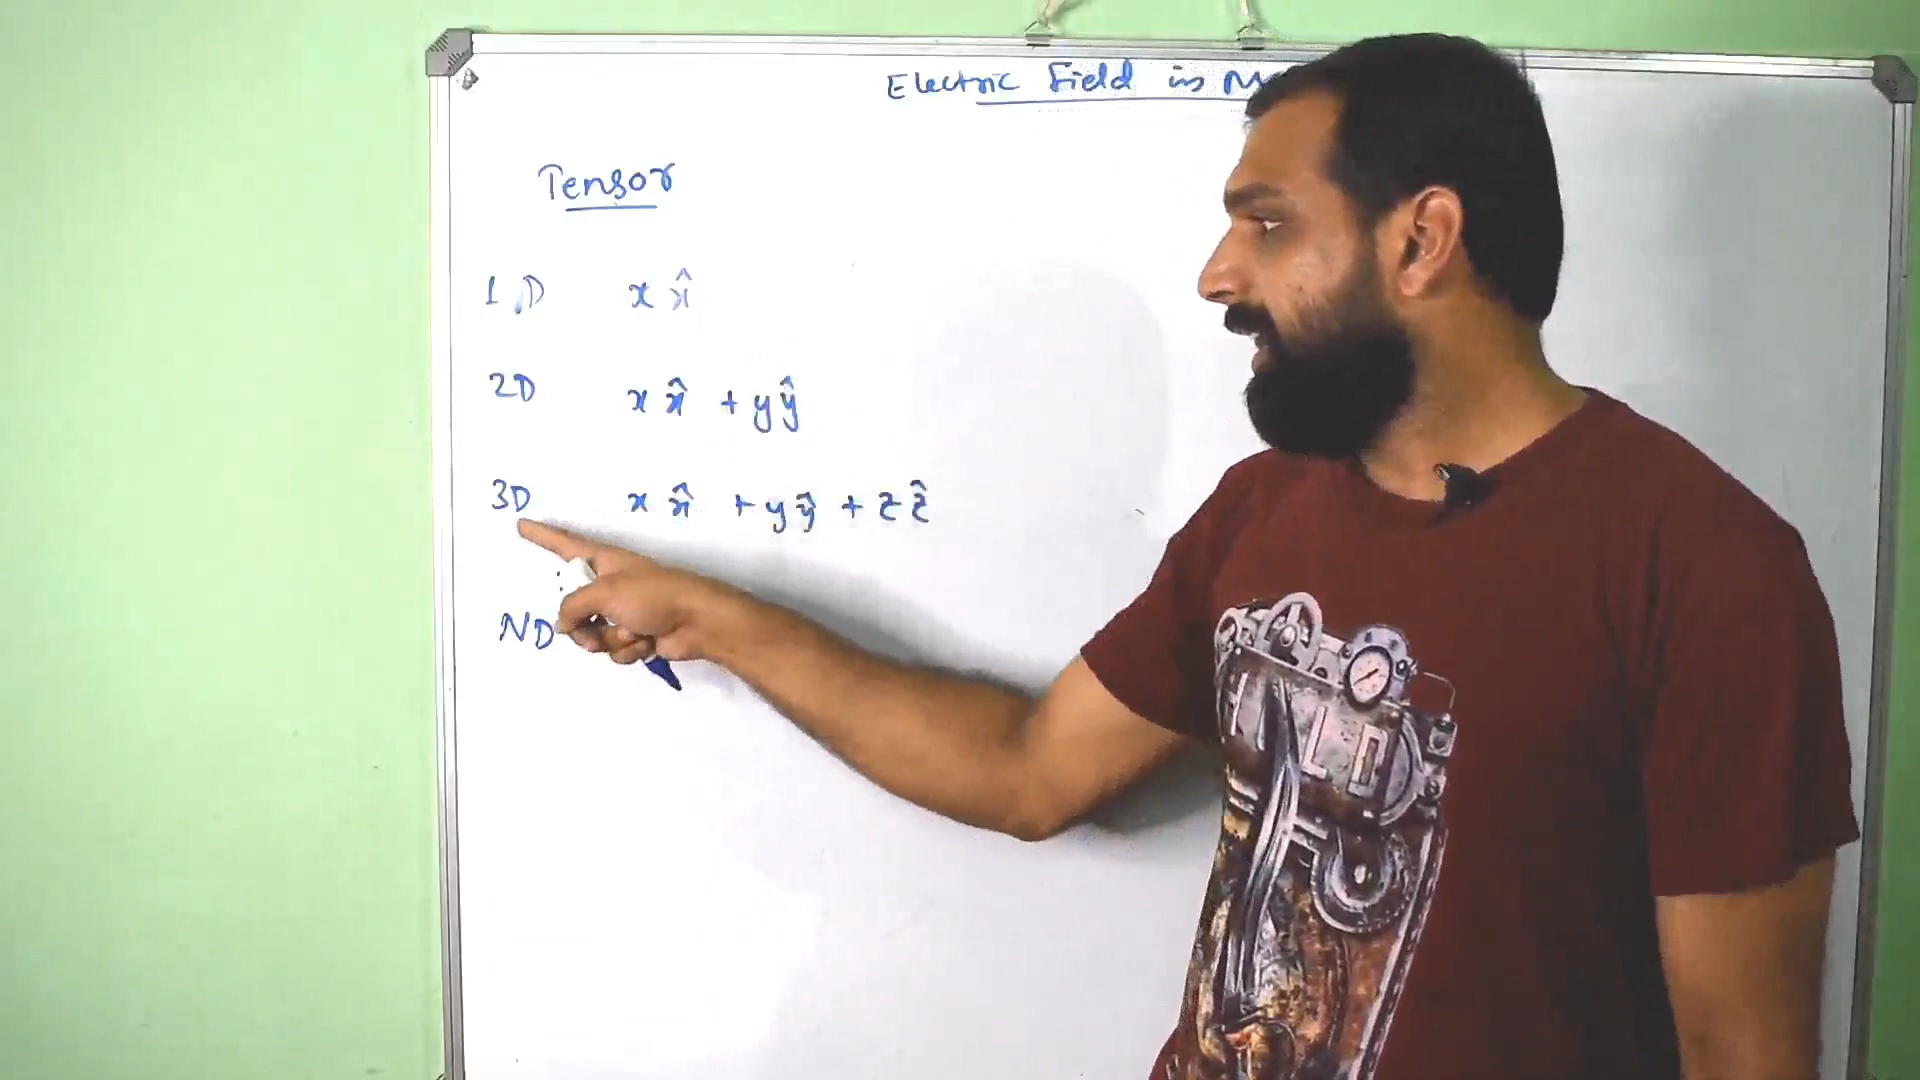 Electric Field in M
Tensor
1D x x̂
2D x x̂ + y ŷ
3D x x̂ + y ŷ + z ẑ
ND